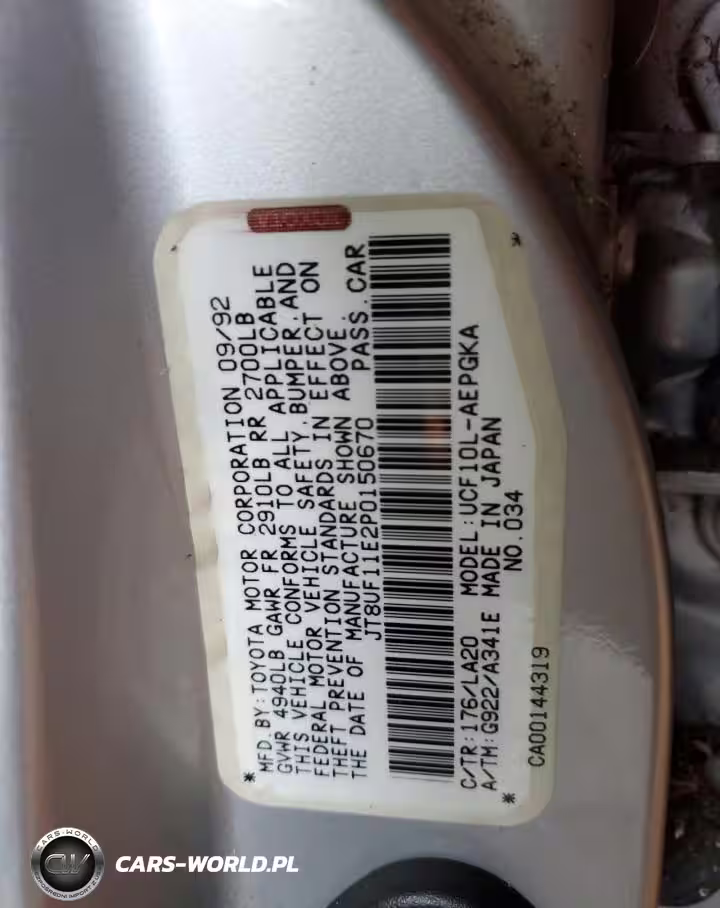 MFD.BY:TOYOTA MOTOR CORPORATION 09/92
GVWR 4940LB GAWR FR 2910LB RR 2700LB
THIS VEHICLE CONFORMS TO ALL APPLICABLE
FEDERAL MOTOR VEHICLE SAFETY,BUMPER,AND
THEFT PREVENTION STANDARDS IN EFFECT ON
THE DATE OF MANUFACTURE SHOWN ABOVE.
JT8UF11E2P0150670 PASS.CAR
C/TR:176/LA20 MODEL:UCF10L-AEPGKA
A/TM:G922/A341E MADE IN JAPAN
NO.034
CA00144319
CARS-WORLD
CW
CARS-WORLD.PL